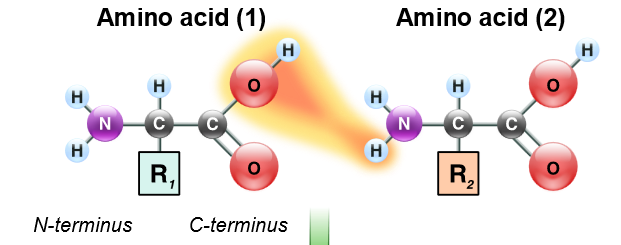 Amino acid (1) Amino acid (2)
H H
O O
H H H H
N C C N C C
H H
R1 O R2 O
N-terminus C-terminus